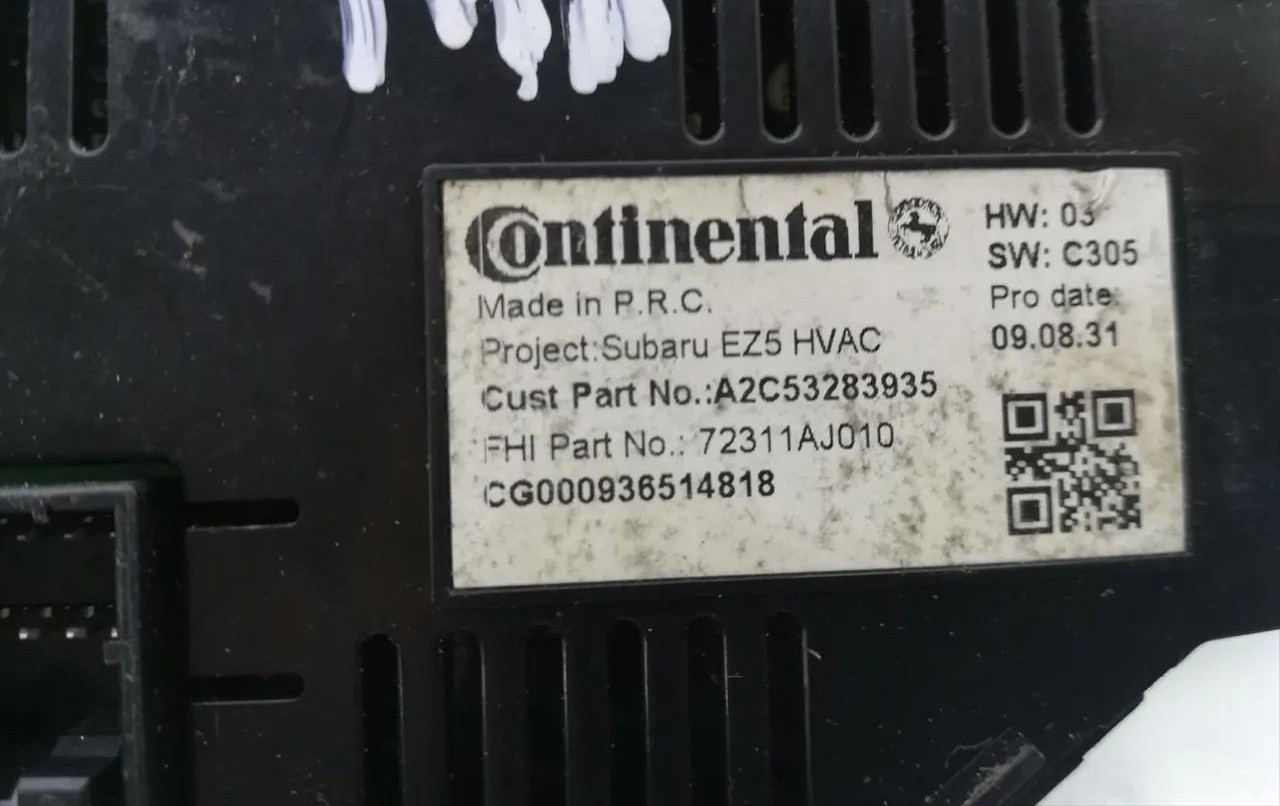 Continental
HW: 03
SW: C305
Made in P.R.C.
Pro date:
09.08.31
Project:Subaru EZ5 HVAC
Cust Part No.:A2C53283935
FHI Part No.: 72311AJ010
CG000936514818